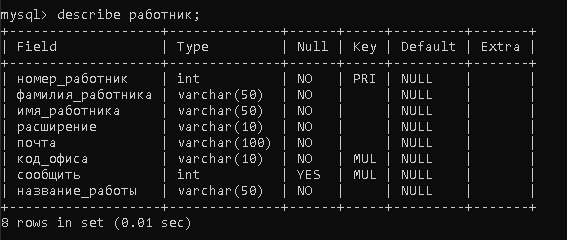 mysql> describe работник;
+-------------------+--------------+------+-----+---------+-------+
| Field             | Type         | Null | Key | Default | Extra |
+-------------------+--------------+------+-----+---------+-------+
| номер_работник    | int          | NO   | PRI | NULL    |       |
| фамилия_работника | varchar(50)  | NO   |     | NULL    |       |
| имя_работника     | varchar(50)  | NO   |     | NULL    |       |
| расширение        | varchar(10)  | NO   |     | NULL    |       |
| почта             | varchar(100) | NO   |     | NULL    |       |
| код_офиса         | varchar(10)  | NO   | MUL | NULL    |       |
| сообщить          | int          | YES  | MUL | NULL    |       |
| название_работы   | varchar(50)  | NO   |     | NULL    |       |
+-------------------+--------------+------+-----+---------+-------+
8 rows in set (0.01 sec)